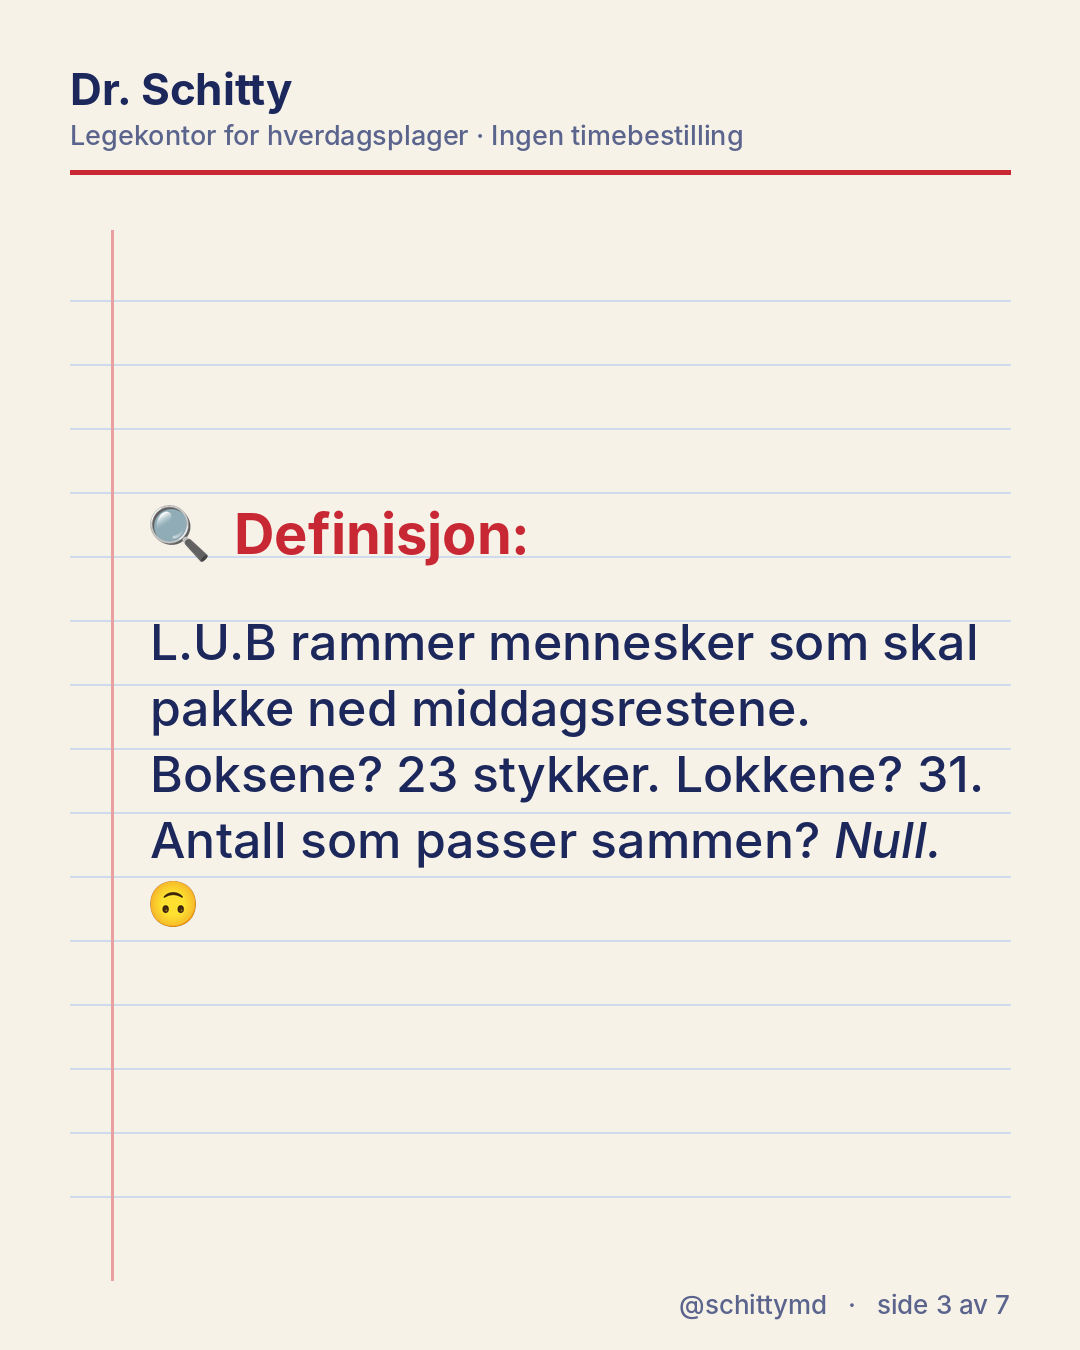 Dr. Schitty
Legekontor for hverdagsplager · Ingen timebestilling
🔍 Definisjon:
L.U.B rammer mennesker som skal
pakke ned middagsrestene.
Boksene? 23 stykker. Lokkene? 31.
Antall som passer sammen? Null.
🙃
@schittymd · side 3 av 7